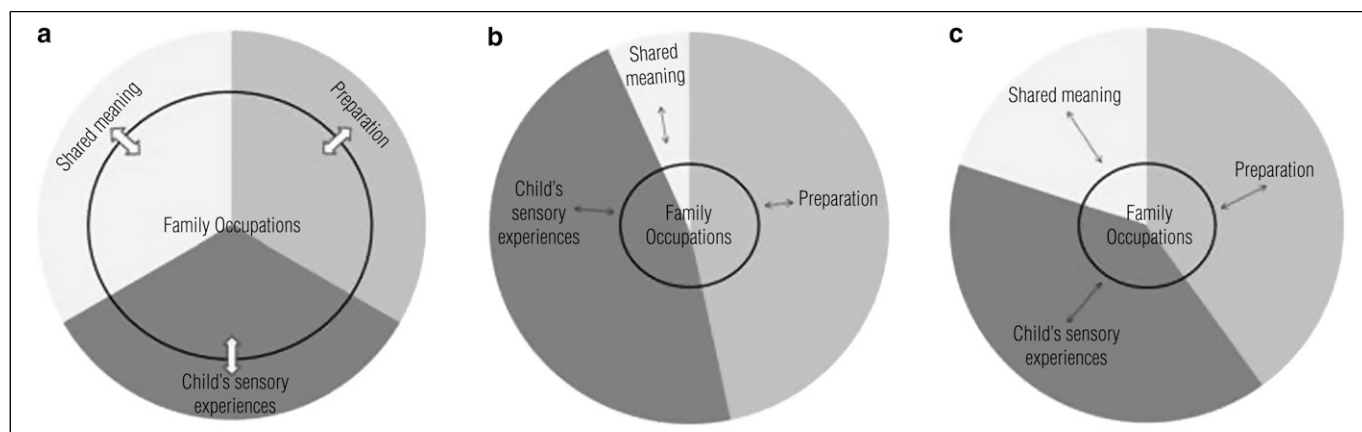 a
Shared meaning
Preparation
Family Occupations
Child's sensory
experiences
b
Shared
meaning
Child's
sensory
experiences
Preparation
Family
Occupations
c
Shared meaning
Preparation
Family
Occupations
Child's sensory
experiences